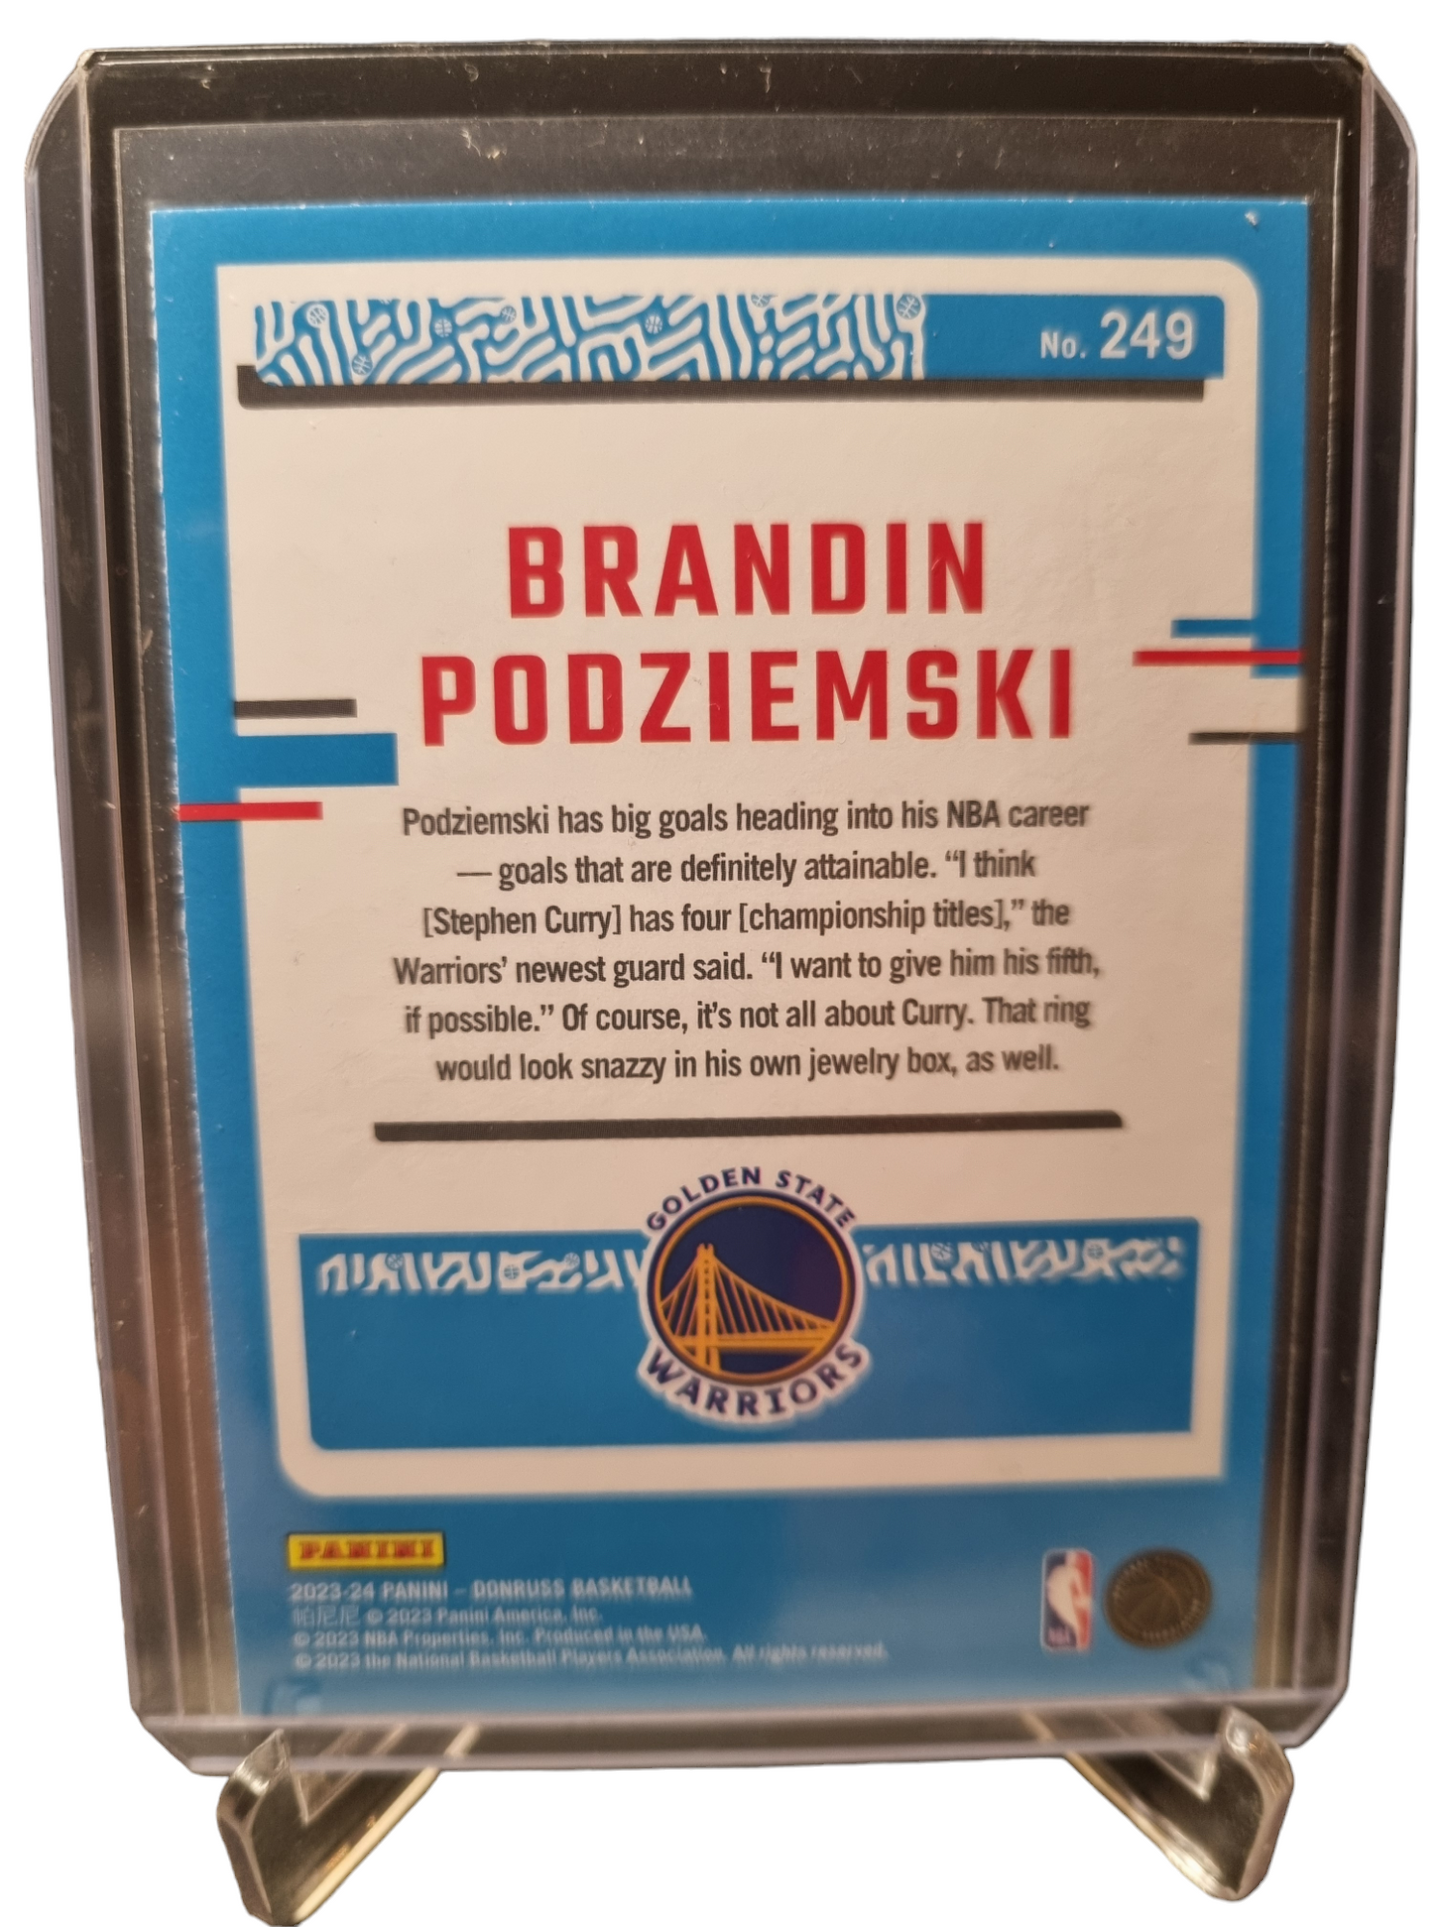 No. 249
BRANDIN
PODZIEMSKI
Podziemski has big goals heading into his NBA career
— goals that are definitely attainable. “I think
[Stephen Curry] has four [championship titles],” the
Warriors’ newest guard said. “I want to give him his fifth,
if possible.” Of course, it’s not all about Curry. That ring
would look snazzy in his own jewelry box, as well.
GOLDEN STATE
WARRIORS
PANINI
2023-24 PANINI – DONRUSS BASKETBALL
帕尼尼 © 2023 Panini America, Inc.
© 2023 NBA Properties, Inc. Produced in the USA.
© 2023 the National Basketball Players Association. All rights reserved.
NBA